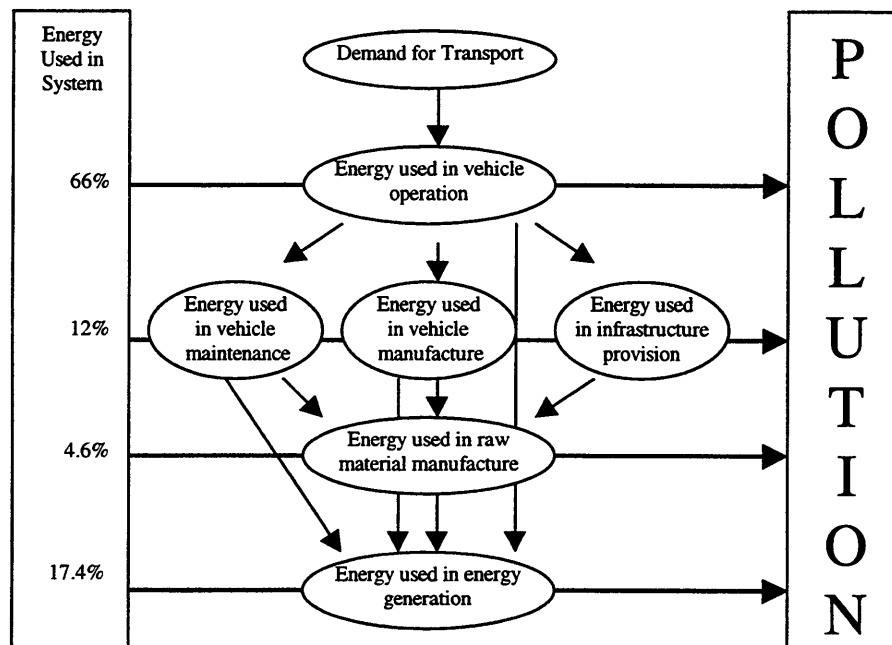 Energy
Used in
System
Demand for Transport
66%
Energy used in vehicle
operation
12%
Energy used
in vehicle
maintenance
Energy used
in vehicle
manufacture
Energy used
in infrastructure
provision
4.6%
Energy used in raw
material manufacture
17.4%
Energy used in energy
generation
P
O
L
L
U
T
I
O
N